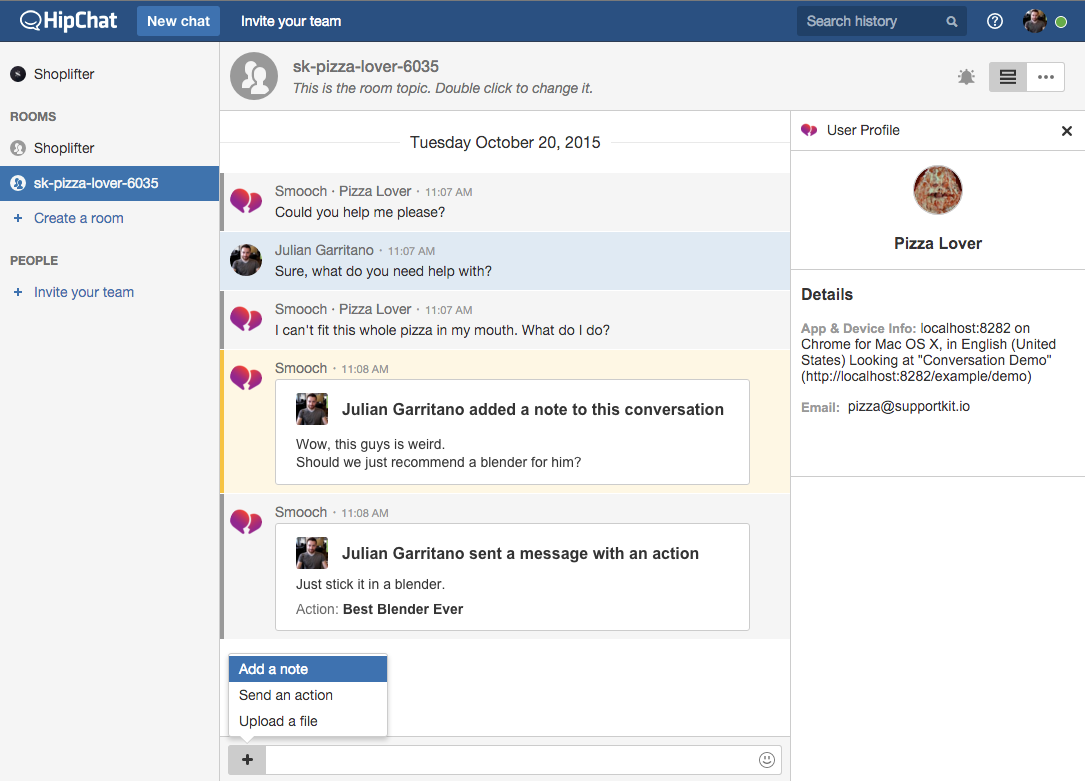 HipChat
New chat
Invite your team
Search history
Shoplifter
ROOMS
Shoplifter
sk-pizza-lover-6035
+ Create a room
PEOPLE
+ Invite your team
sk-pizza-lover-6035
This is the room topic. Double click to change it.
Tuesday October 20, 2015
Smooch · Pizza Lover · 11:07 AM
Could you help me please?
Julian Garritano · 11:07 AM
Sure, what do you need help with?
Smooch · Pizza Lover · 11:07 AM
I can't fit this whole pizza in my mouth. What do I do?
Smooch · 11:08 AM
Julian Garritano added a note to this conversation
Wow, this guys is weird.
Should we just recommend a blender for him?
Smooch · 11:08 AM
Julian Garritano sent a message with an action
Just stick it in a blender.
Action: Best Blender Ever
Add a note
Send an action
Upload a file
User Profile
Pizza Lover
Details
App & Device Info: localhost:8282 on
Chrome for Mac OS X, in English (United
States) Looking at "Conversation Demo"
(http://localhost:8282/example/demo)
Email: pizza@supportkit.io